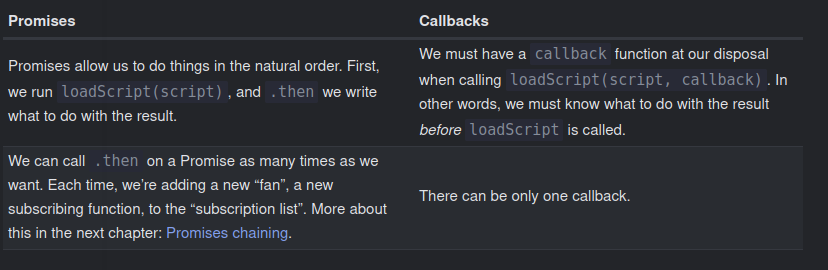 Promises
Callbacks
Promises allow us to do things in the natural order. First,
we run loadScript(script), and .then we write
what to do with the result.
We must have a callback function at our disposal
when calling loadScript(script, callback). In
other words, we must know what to do with the result
before loadScript is called.
We can call .then on a Promise as many times as we
want. Each time, we’re adding a new “fan”, a new
subscribing function, to the “subscription list”. More about
this in the next chapter: Promises chaining.
There can be only one callback.